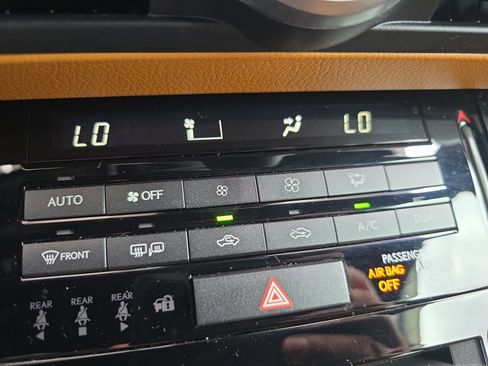 LO LO
AUTO OFF
FRONT A/C DUAL
PASSENGER
AIR BAG
OFF
REAR REAR REAR